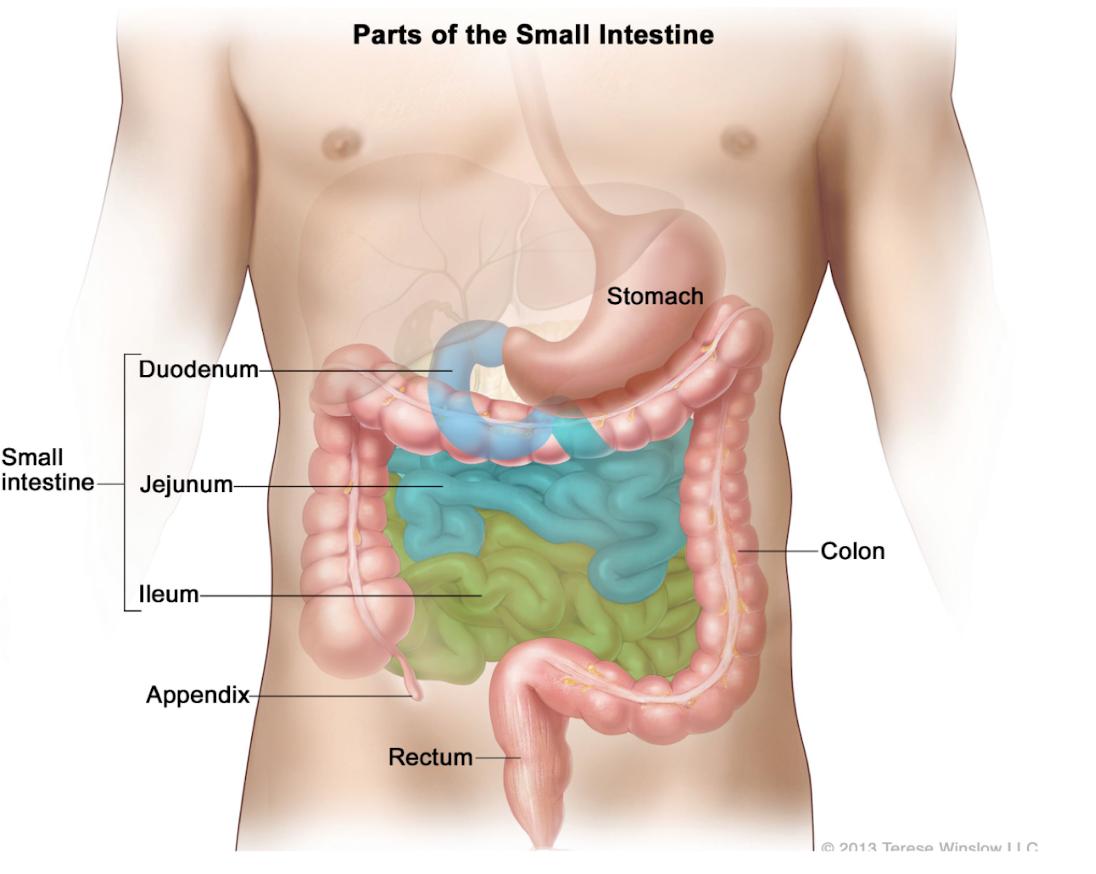 Parts of the Small Intestine
Stomach
Duodenum
Small
intestine
Jejunum
Colon
Ileum
Appendix
Rectum
© 2013 Terese Winslow LLC